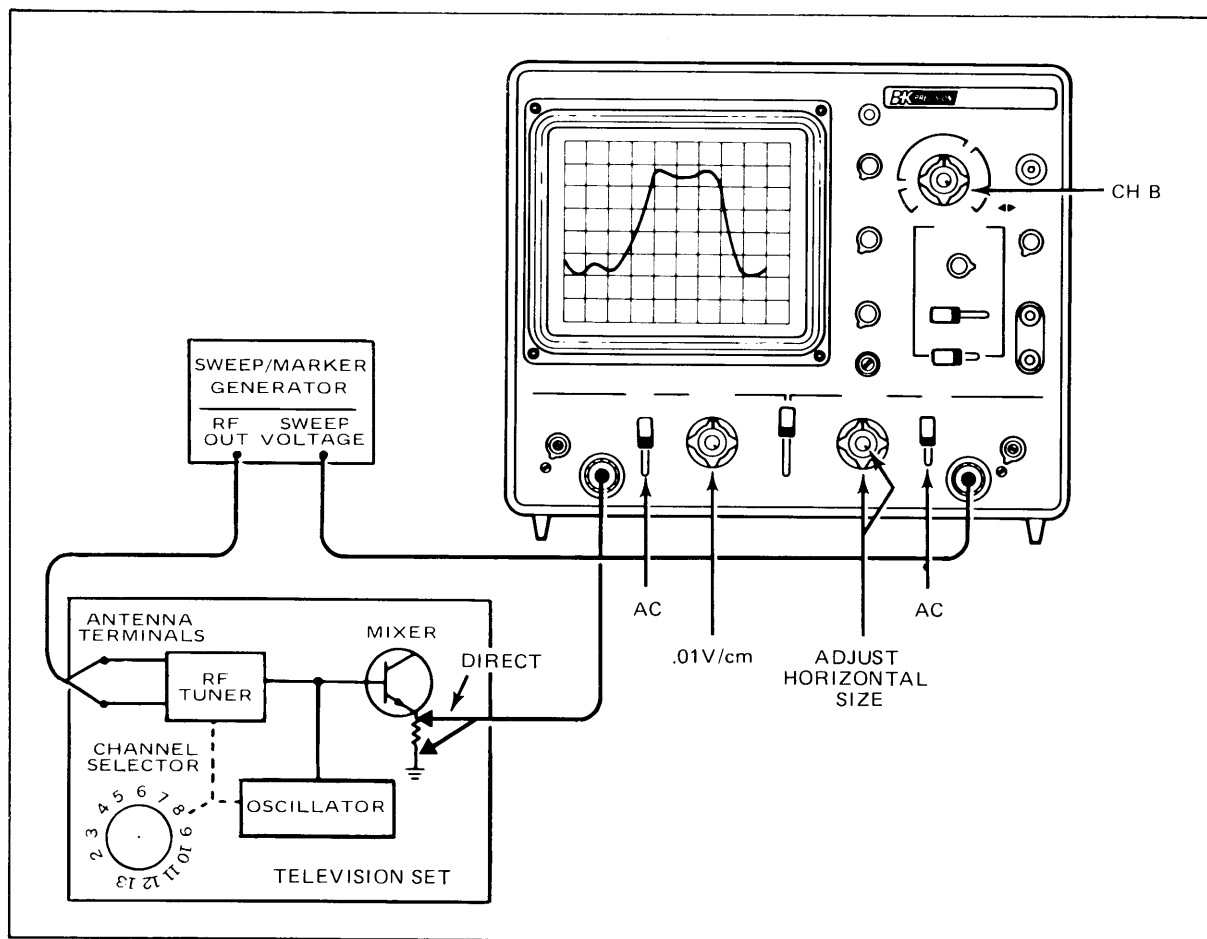 B+K PRECISION
CH B
SWEEP/MARKER
GENERATOR
RF
OUT
SWEEP
VOLTAGE
AC
.01V/cm
ADJUST
HORIZONTAL
SIZE
AC
ANTENNA
TERMINALS
RF
TUNER
MIXER
DIRECT
CHANNEL
SELECTOR
2 3 4 5 6 7 8 9 10 11 12 13
OSCILLATOR
TELEVISION SET